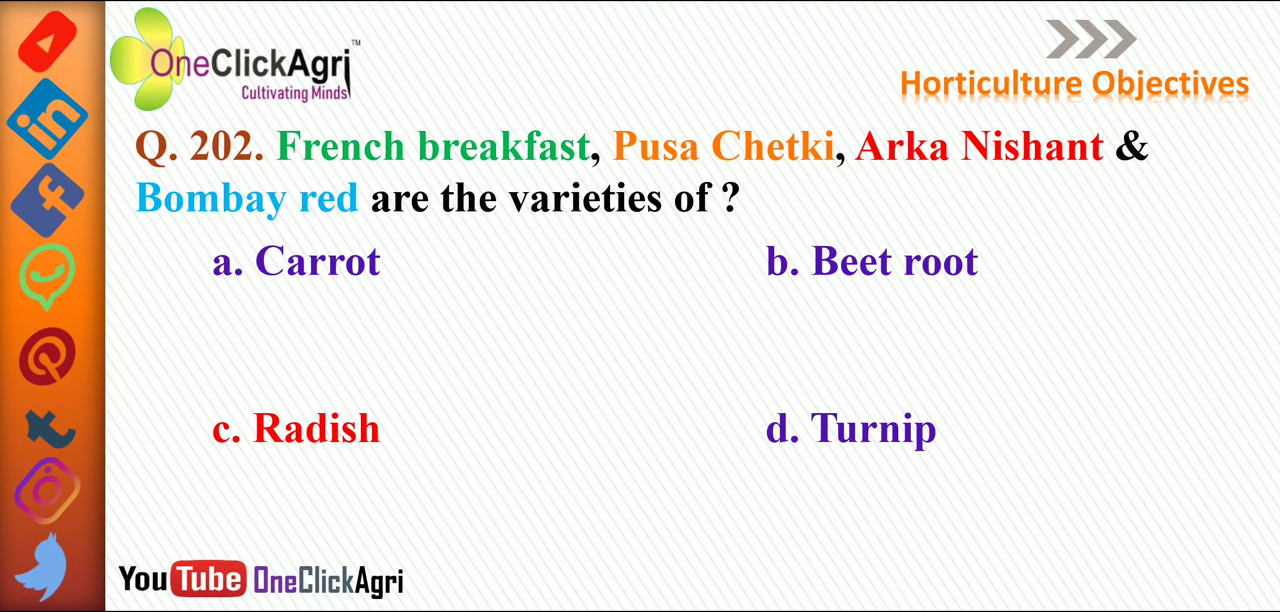 OneClickAgri™
Cultivating Minds
Horticulture Objectives
Q. 202. French breakfast, Pusa Chetki, Arka Nishant &
Bombay red are the varieties of ?
a. Carrot
b. Beet root
c. Radish
d. Turnip
YouTube OneClickAgri